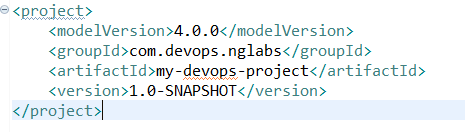 <project>
    <modelVersion>4.0.0</modelVersion>
    <groupId>com.devops.nglabs</groupId>
    <artifactId>my-devops-project</artifactId>
    <version>1.0-SNAPSHOT</version>
</project>